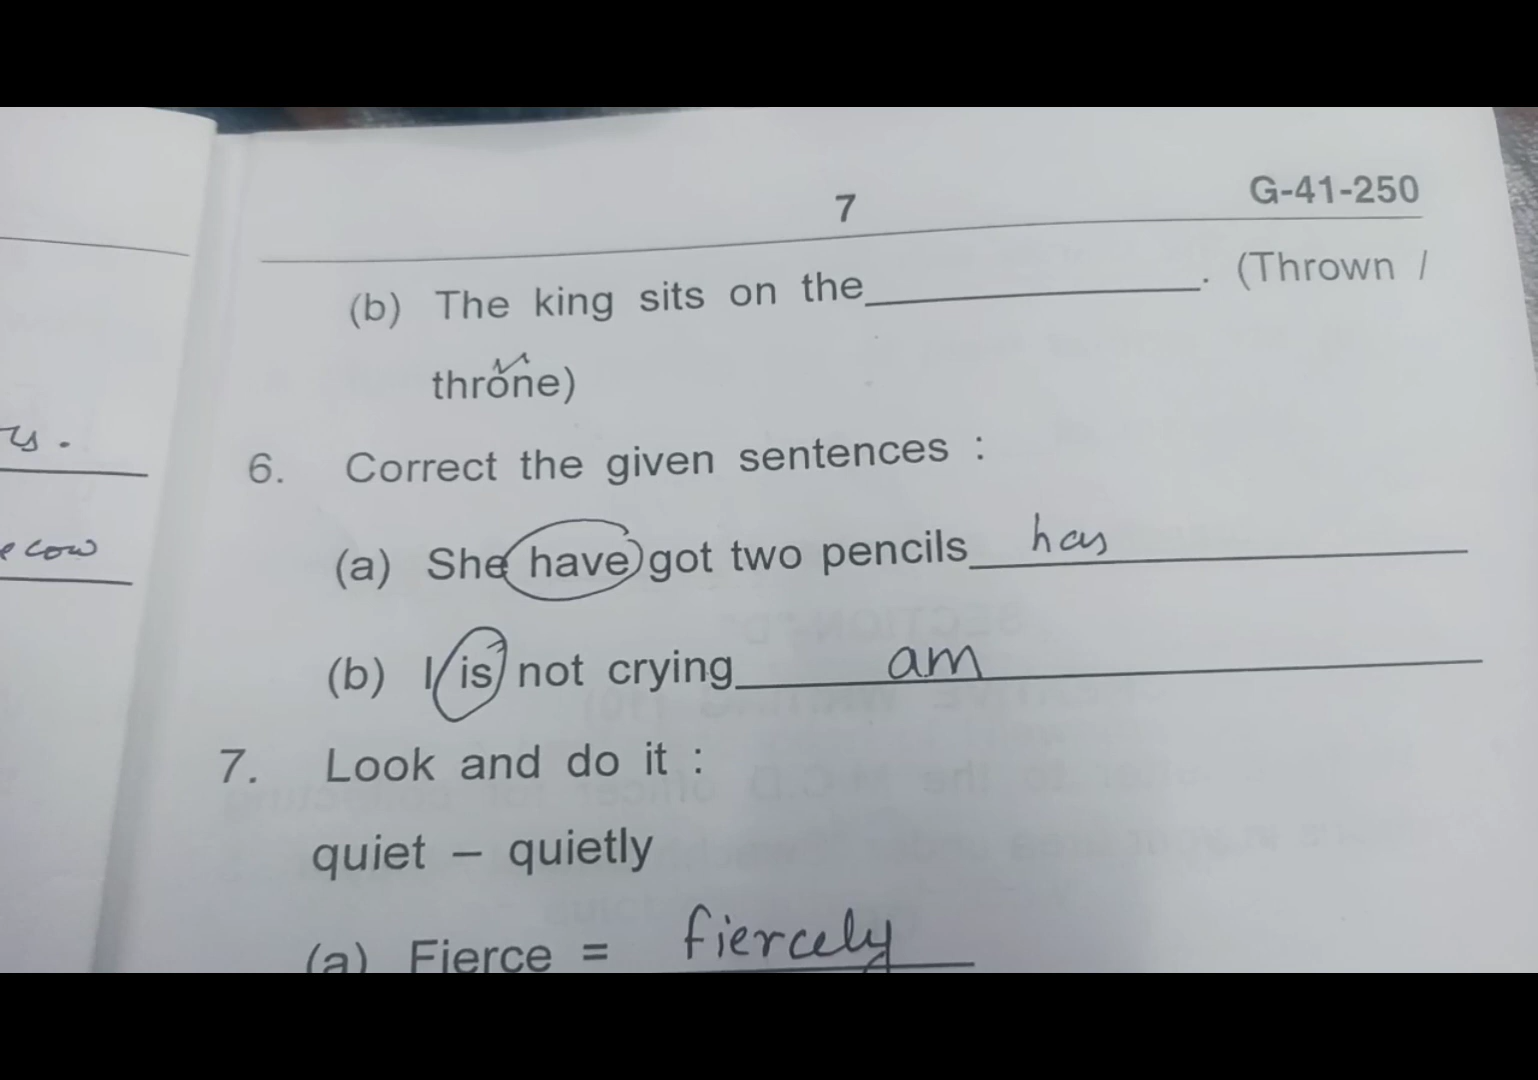 7
G-41-250
(b) The king sits on the ____________. (Thrown /
throne)
6. Correct the given sentences :
(a) She have got two pencils has
cow
(b) I is not crying am
7. Look and do it :
quiet – quietly
(a) Fierce = fiercely